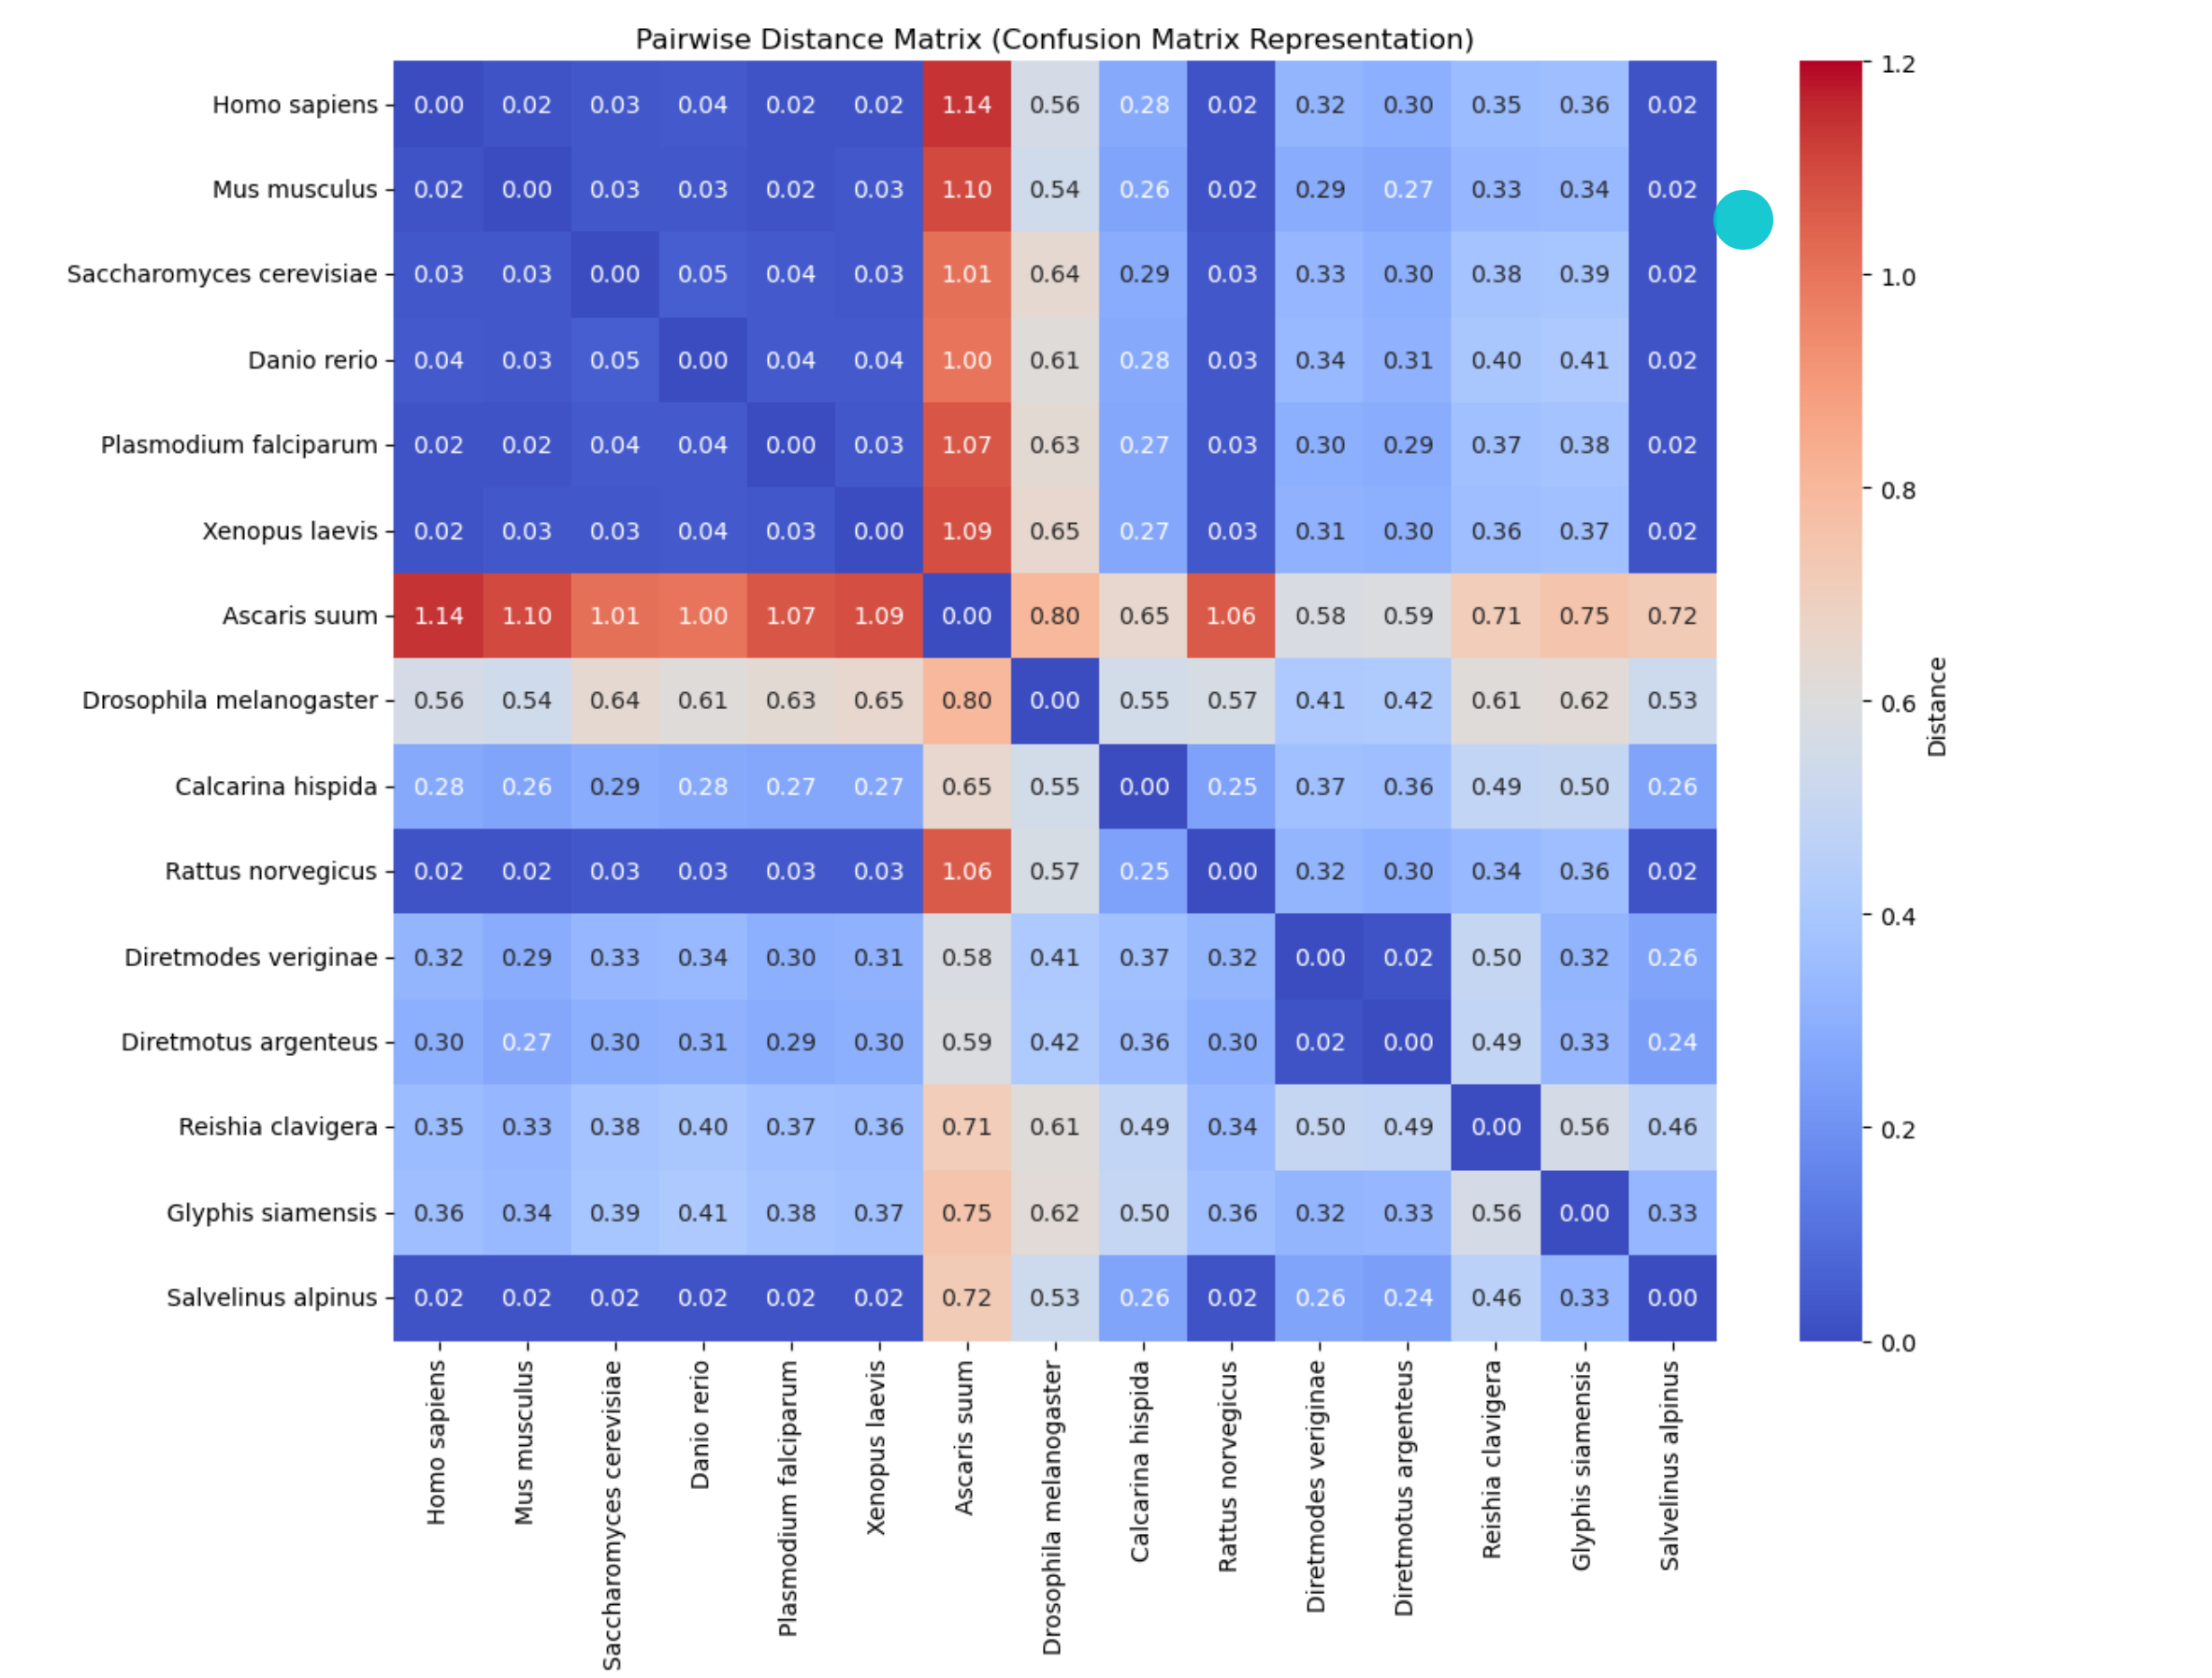 Pairwise Distance Matrix (Confusion Matrix Representation)
Homo sapiens 0.00 0.02 0.03 0.04 0.02 0.02 1.14 0.56 0.28 0.02 0.32 0.30 0.35 0.36 0.02
Mus musculus 0.02 0.00 0.03 0.03 0.02 0.03 1.10 0.54 0.26 0.02 0.29 0.27 0.33 0.34 0.02
Saccharomyces cerevisiae 0.03 0.03 0.00 0.05 0.04 0.03 1.01 0.64 0.29 0.03 0.33 0.30 0.38 0.39 0.02
Danio rerio 0.04 0.03 0.05 0.00 0.04 0.04 1.00 0.61 0.28 0.03 0.34 0.31 0.40 0.41 0.02
Plasmodium falciparum 0.02 0.02 0.04 0.04 0.00 0.03 1.07 0.63 0.27 0.03 0.30 0.29 0.37 0.38 0.02
Xenopus laevis 0.02 0.03 0.03 0.04 0.03 0.00 1.09 0.65 0.27 0.03 0.31 0.30 0.36 0.37 0.02
Ascaris suum 1.14 1.10 1.01 1.00 1.07 1.09 0.00 0.80 0.65 1.06 0.58 0.59 0.71 0.75 0.72
Drosophila melanogaster 0.56 0.54 0.64 0.61 0.63 0.65 0.80 0.00 0.55 0.57 0.41 0.42 0.61 0.62 0.53
Calcarina hispida 0.28 0.26 0.29 0.28 0.27 0.27 0.65 0.55 0.00 0.25 0.37 0.36 0.49 0.50 0.26
Rattus norvegicus 0.02 0.02 0.03 0.03 0.03 0.03 1.06 0.57 0.25 0.00 0.32 0.30 0.34 0.36 0.02
Diretmodes veriginae 0.32 0.29 0.33 0.34 0.30 0.31 0.58 0.41 0.37 0.32 0.00 0.02 0.50 0.32 0.26
Diretmotus argenteus 0.30 0.27 0.30 0.31 0.29 0.30 0.59 0.42 0.36 0.30 0.02 0.00 0.49 0.33 0.24
Reishia clavigera 0.35 0.33 0.38 0.40 0.37 0.36 0.71 0.61 0.49 0.34 0.50 0.49 0.00 0.56 0.46
Glyphis siamensis 0.36 0.34 0.39 0.41 0.38 0.37 0.75 0.62 0.50 0.36 0.32 0.33 0.56 0.00 0.33
Salvelinus alpinus 0.02 0.02 0.02 0.02 0.02 0.02 0.72 0.53 0.26 0.02 0.26 0.24 0.46 0.33 0.00
Homo sapiens
Mus musculus
Saccharomyces cerevisiae
Danio rerio
Plasmodium falciparum
Xenopus laevis
Ascaris suum
Drosophila melanogaster
Calcarina hispida
Rattus norvegicus
Diretmodes veriginae
Diretmotus argenteus
Reishia clavigera
Glyphis siamensis
Salvelinus alpinus
1.2
1.0
0.8
0.6
0.4
0.2
0.0
Distance